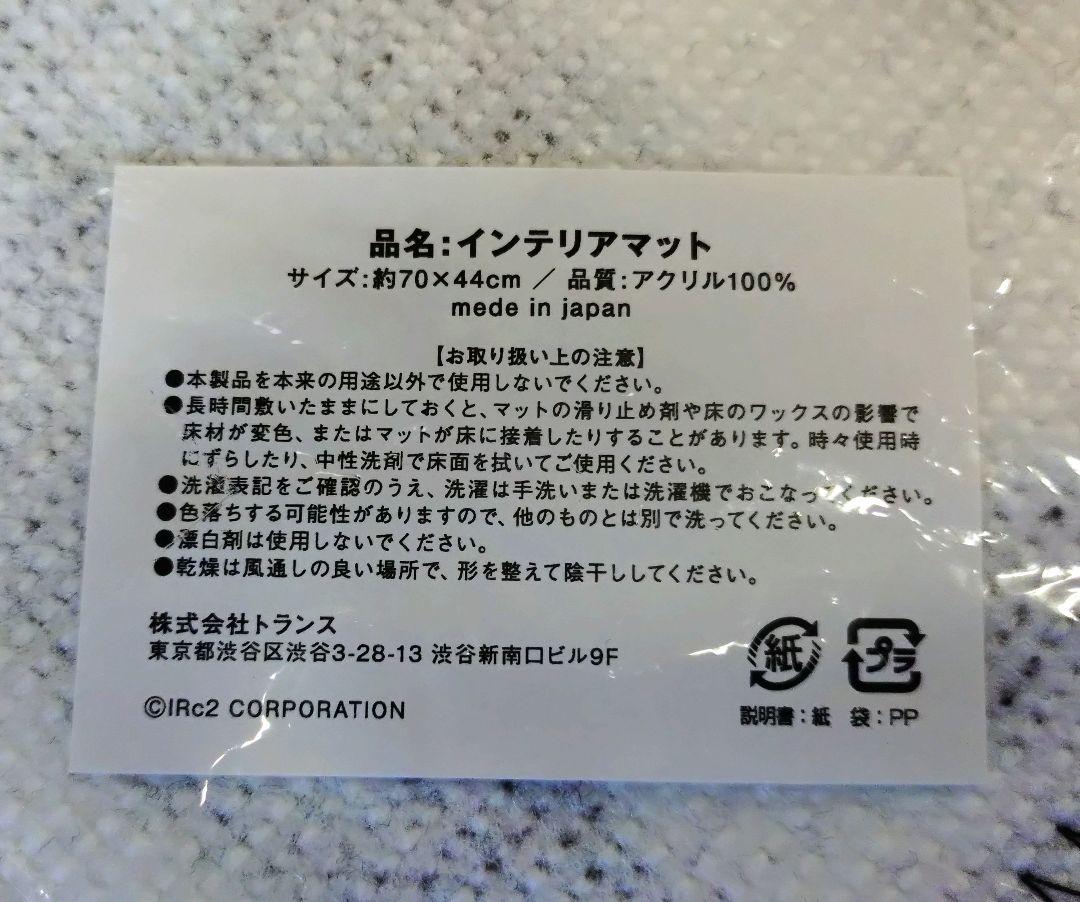 品名:インテリアマット
サイズ:約70×44cm ／ 品質:アクリル100%
mede in japan
【お取り扱い上の注意】
●本製品を本来の用途以外で使用しないでください。
●長時間敷いたままにしておくと、マットの滑り止め剤や床のワックスの影響で
床材が変色、またはマットが床に接着したりすることがあります。時々使用時
にずらしたり、中性洗剤で床面を拭いてご使用ください。
●洗濯表記をご確認のうえ、洗濯は手洗いまたは洗濯機でおこなってください。
●色落ちする可能性がありますので、他のものとは別で洗ってください。
●漂白剤は使用しないでください。
●乾燥は風通しの良い場所で、形を整えて陰干ししてください。
株式会社トランス
東京都渋谷区渋谷3-28-13 渋谷新南口ビル9F
©IRc2 CORPORATION
紙 プラ
説明書:紙 袋:PP